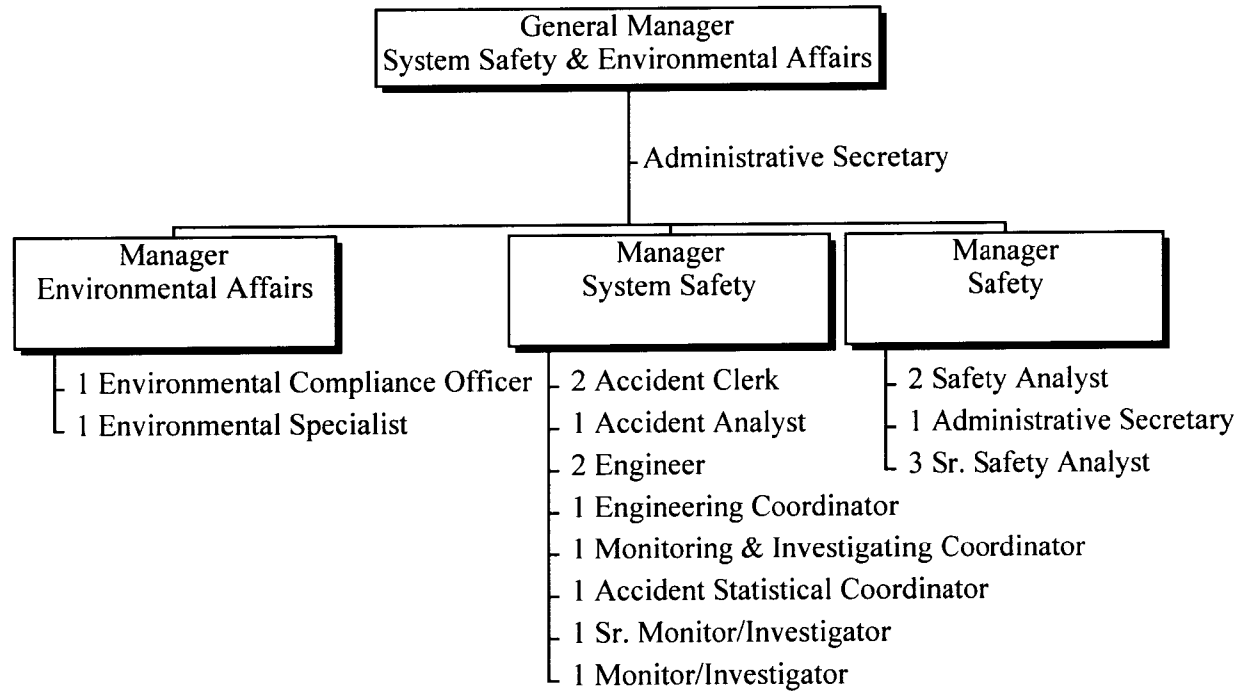 General Manager
System Safety & Environmental Affairs
Administrative Secretary
Manager
Environmental Affairs
1 Environmental Compliance Officer
1 Environmental Specialist
Manager
System Safety
2 Accident Clerk
1 Accident Analyst
2 Engineer
1 Engineering Coordinator
1 Monitoring & Investigating Coordinator
1 Accident Statistical Coordinator
1 Sr. Monitor/Investigator
1 Monitor/Investigator
Manager
Safety
2 Safety Analyst
1 Administrative Secretary
3 Sr. Safety Analyst